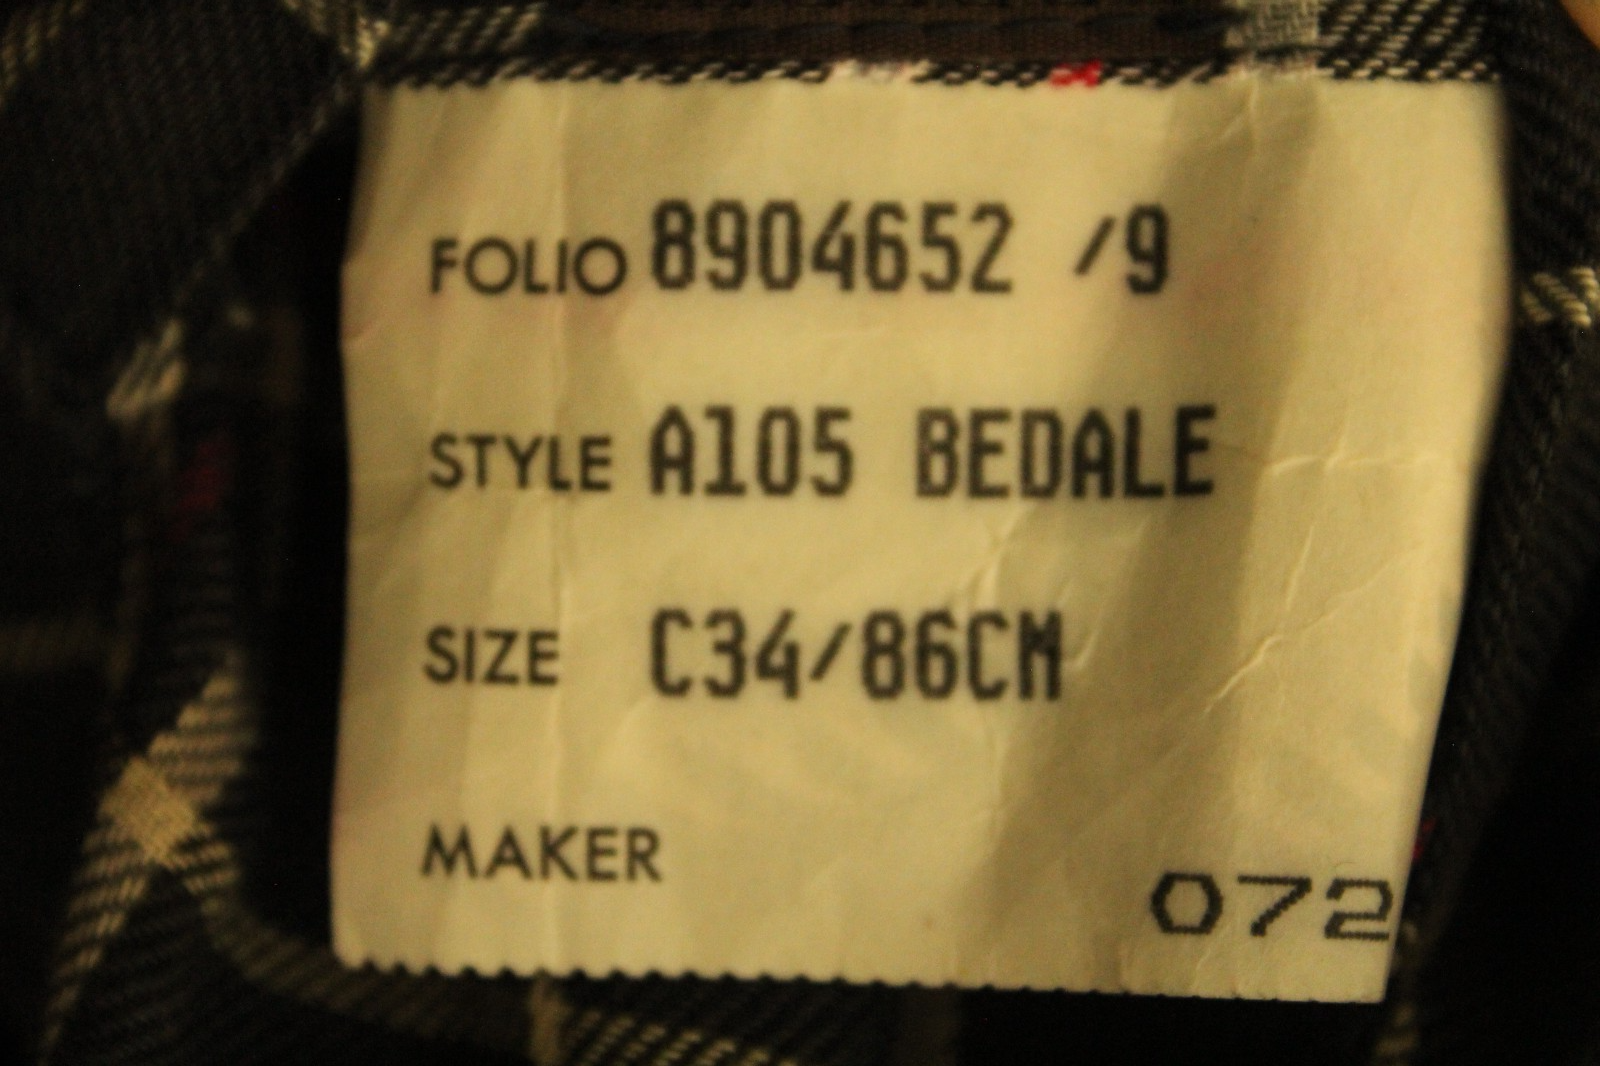 FOLIO 8904652 /9
STYLE A105 BEDALE
SIZE C34/86CM
MAKER
072